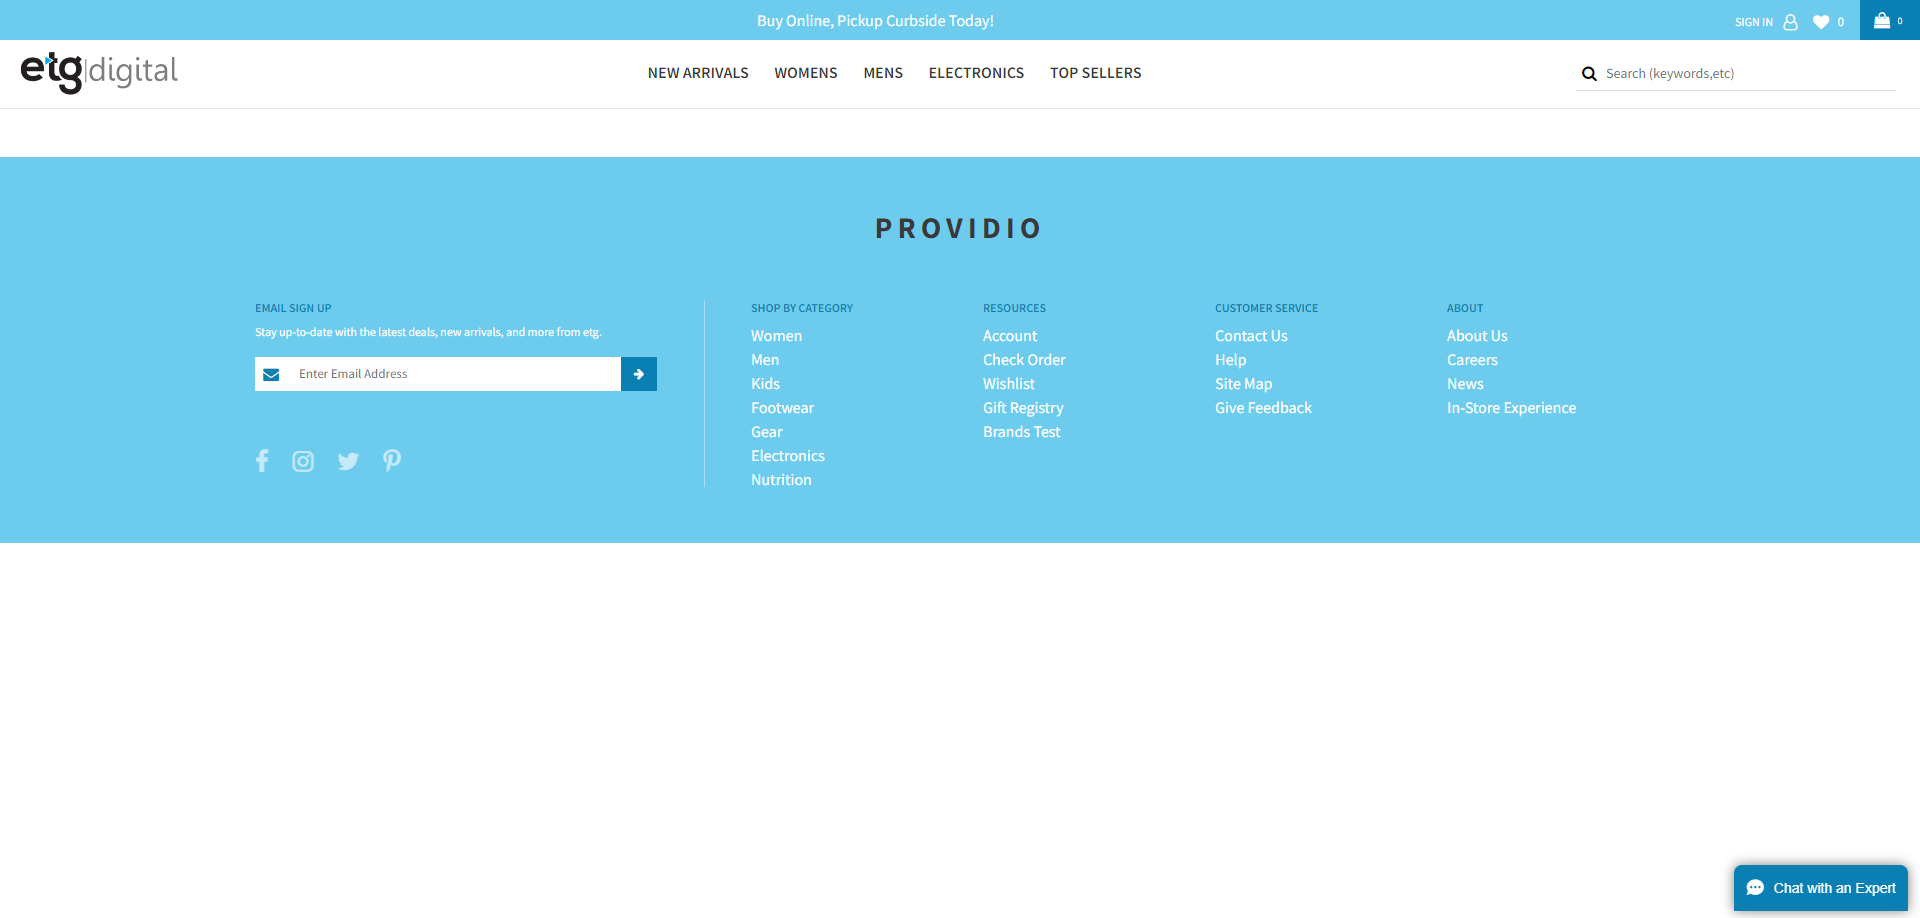 Buy Online, Pickup Curbside Today!
SIGN IN
0
0
etg|digital
NEW ARRIVALS
WOMENS
MENS
ELECTRONICS
TOP SELLERS
Search (keywords,etc)
PROVIDIO
EMAIL SIGN UP
Stay up-to-date with the latest deals, new arrivals, and more from etg.
Enter Email Address
SHOP BY CATEGORY
Women
Men
Kids
Footwear
Gear
Electronics
Nutrition
RESOURCES
Account
Check Order
Wishlist
Gift Registry
Brands Test
CUSTOMER SERVICE
Contact Us
Help
Site Map
Give Feedback
ABOUT
About Us
Careers
News
In-Store Experience
Chat with an Expert